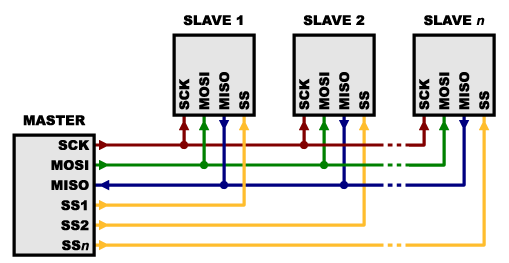 SLAVE 1
SLAVE 2
SLAVE n
SCK MOSI MISO SS
SCK MOSI MISO SS
SCK MOSI MISO SS
MASTER
SCK
MOSI
MISO
SS1
SS2
SSn